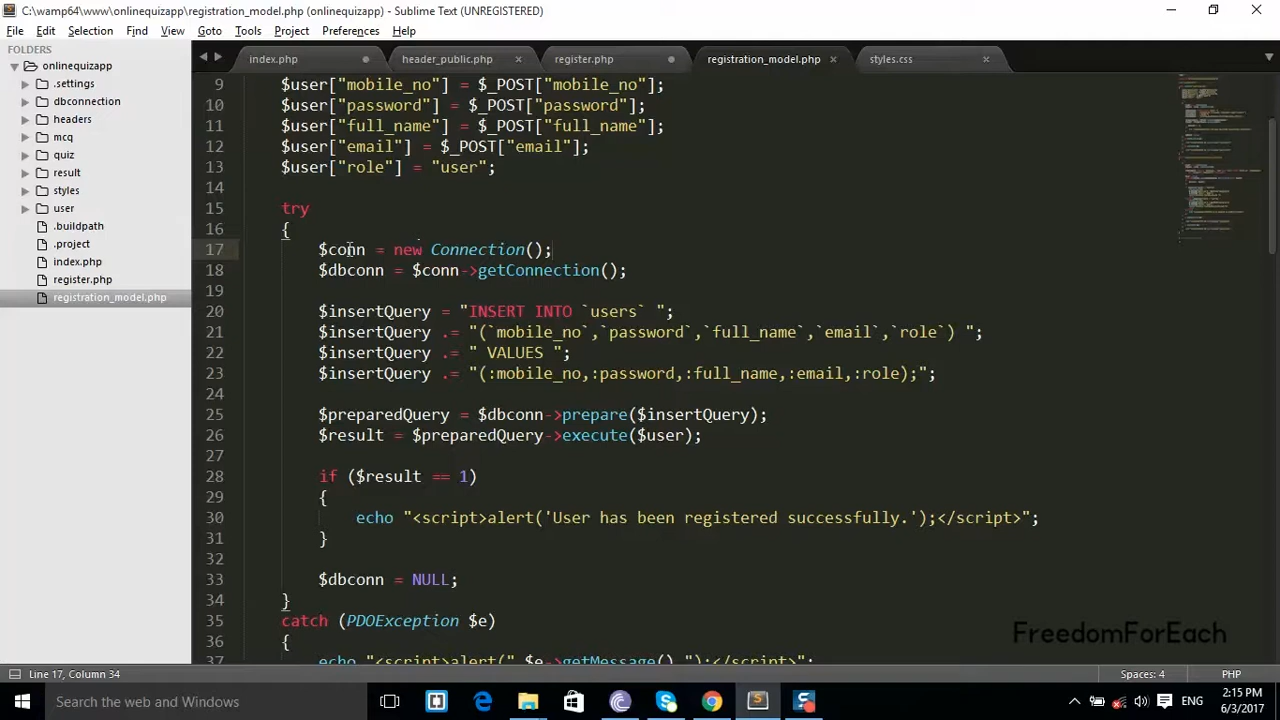 C:\wamp64\www\onlinequizapp\registration_model.php (onlinequizapp) - Sublime Text (UNREGISTERED)
File Edit Selection Find View Goto Tools Project Preferences Help
FOLDERS
onlinequizapp
.settings
dbconnection
headers
mcq
quiz
result
styles
user
.buildpath
.project
index.php
register.php
registration_model.php
index.php header_public.php register.php registration_model.php styles.css
9 $user["mobile_no"] = $_POST["mobile_no"];
10 $user["password"] = $_POST["password"];
11 $user["full_name"] = $_POST["full_name"];
12 $user["email"] = $_POST["email"];
13 $user["role"] = "user";
14
15 try
16 {
17 $conn = new Connection();
18 $dbconn = $conn->getConnection();
19
20 $insertQuery = "INSERT INTO `users` ";
21 $insertQuery .= "(`mobile_no`,`password`,`full_name`,`email`,`role`) ";
22 $insertQuery .= " VALUES ";
23 $insertQuery .= "(:mobile_no,:password,:full_name,:email,:role);";
24
25 $preparedQuery = $dbconn->prepare($insertQuery);
26 $result = $preparedQuery->execute($user);
27
28 if ($result == 1)
29 {
30 echo "<script>alert('User has been registered successfully.');</script>";
31 }
32
33 $dbconn = NULL;
34 }
35 catch (PDOException $e)
36 {
37 echo "<script>alert(" $e->getMessage() ");</script>";
FreedomForEach
Line 17, Column 34 Spaces: 4 PHP
Search the web and Windows
ENG
2:15 PM
6/3/2017